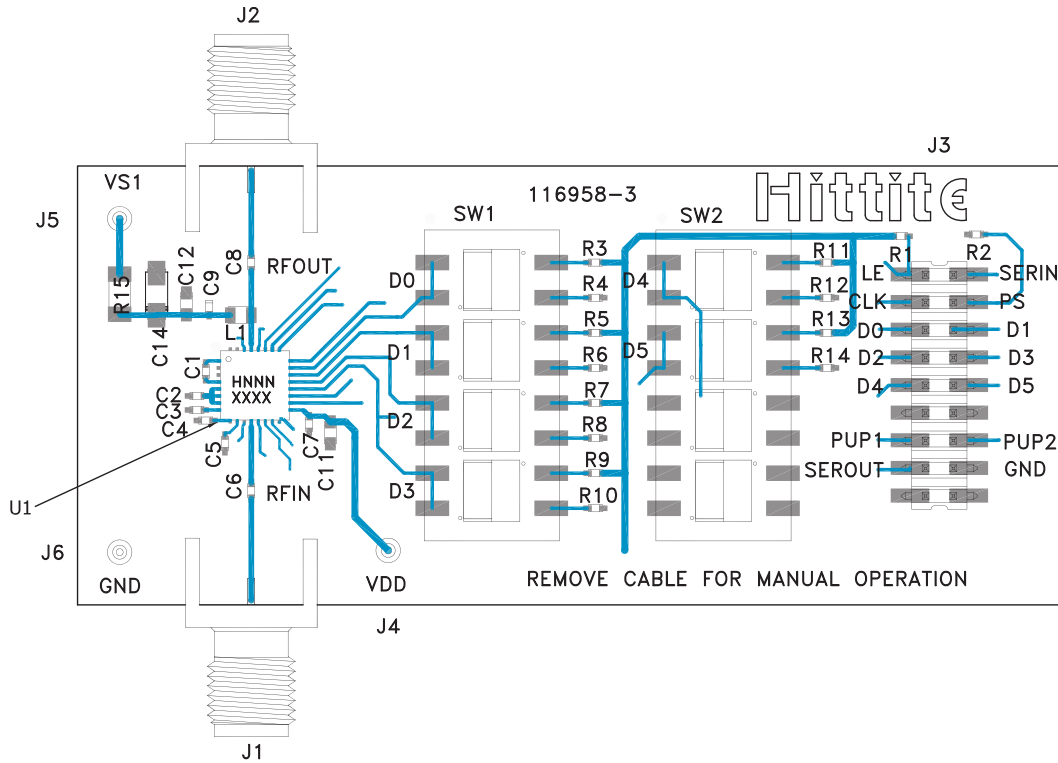 J2
J3
VS1
116958-3
Hittite
J5
SW1
SW2
R15
C14
C12
C9
C8
RFOUT
L1
D0
D1
D2
D3
R3
R4
R5
R6
R7
R8
R9
R10
D4
D5
R11
R12
R13
R14
R1
R2
LE
SERIN
CLK
PS
D0
D1
D2
D3
D4
D5
PUP1
PUP2
SEROUT
GND
C1
C2
C3
C4
C5
C6
HNNN
XXXX
C7
C11
RFIN
U1
J6
GND
VDD
REMOVE CABLE FOR MANUAL OPERATION
J4
J1